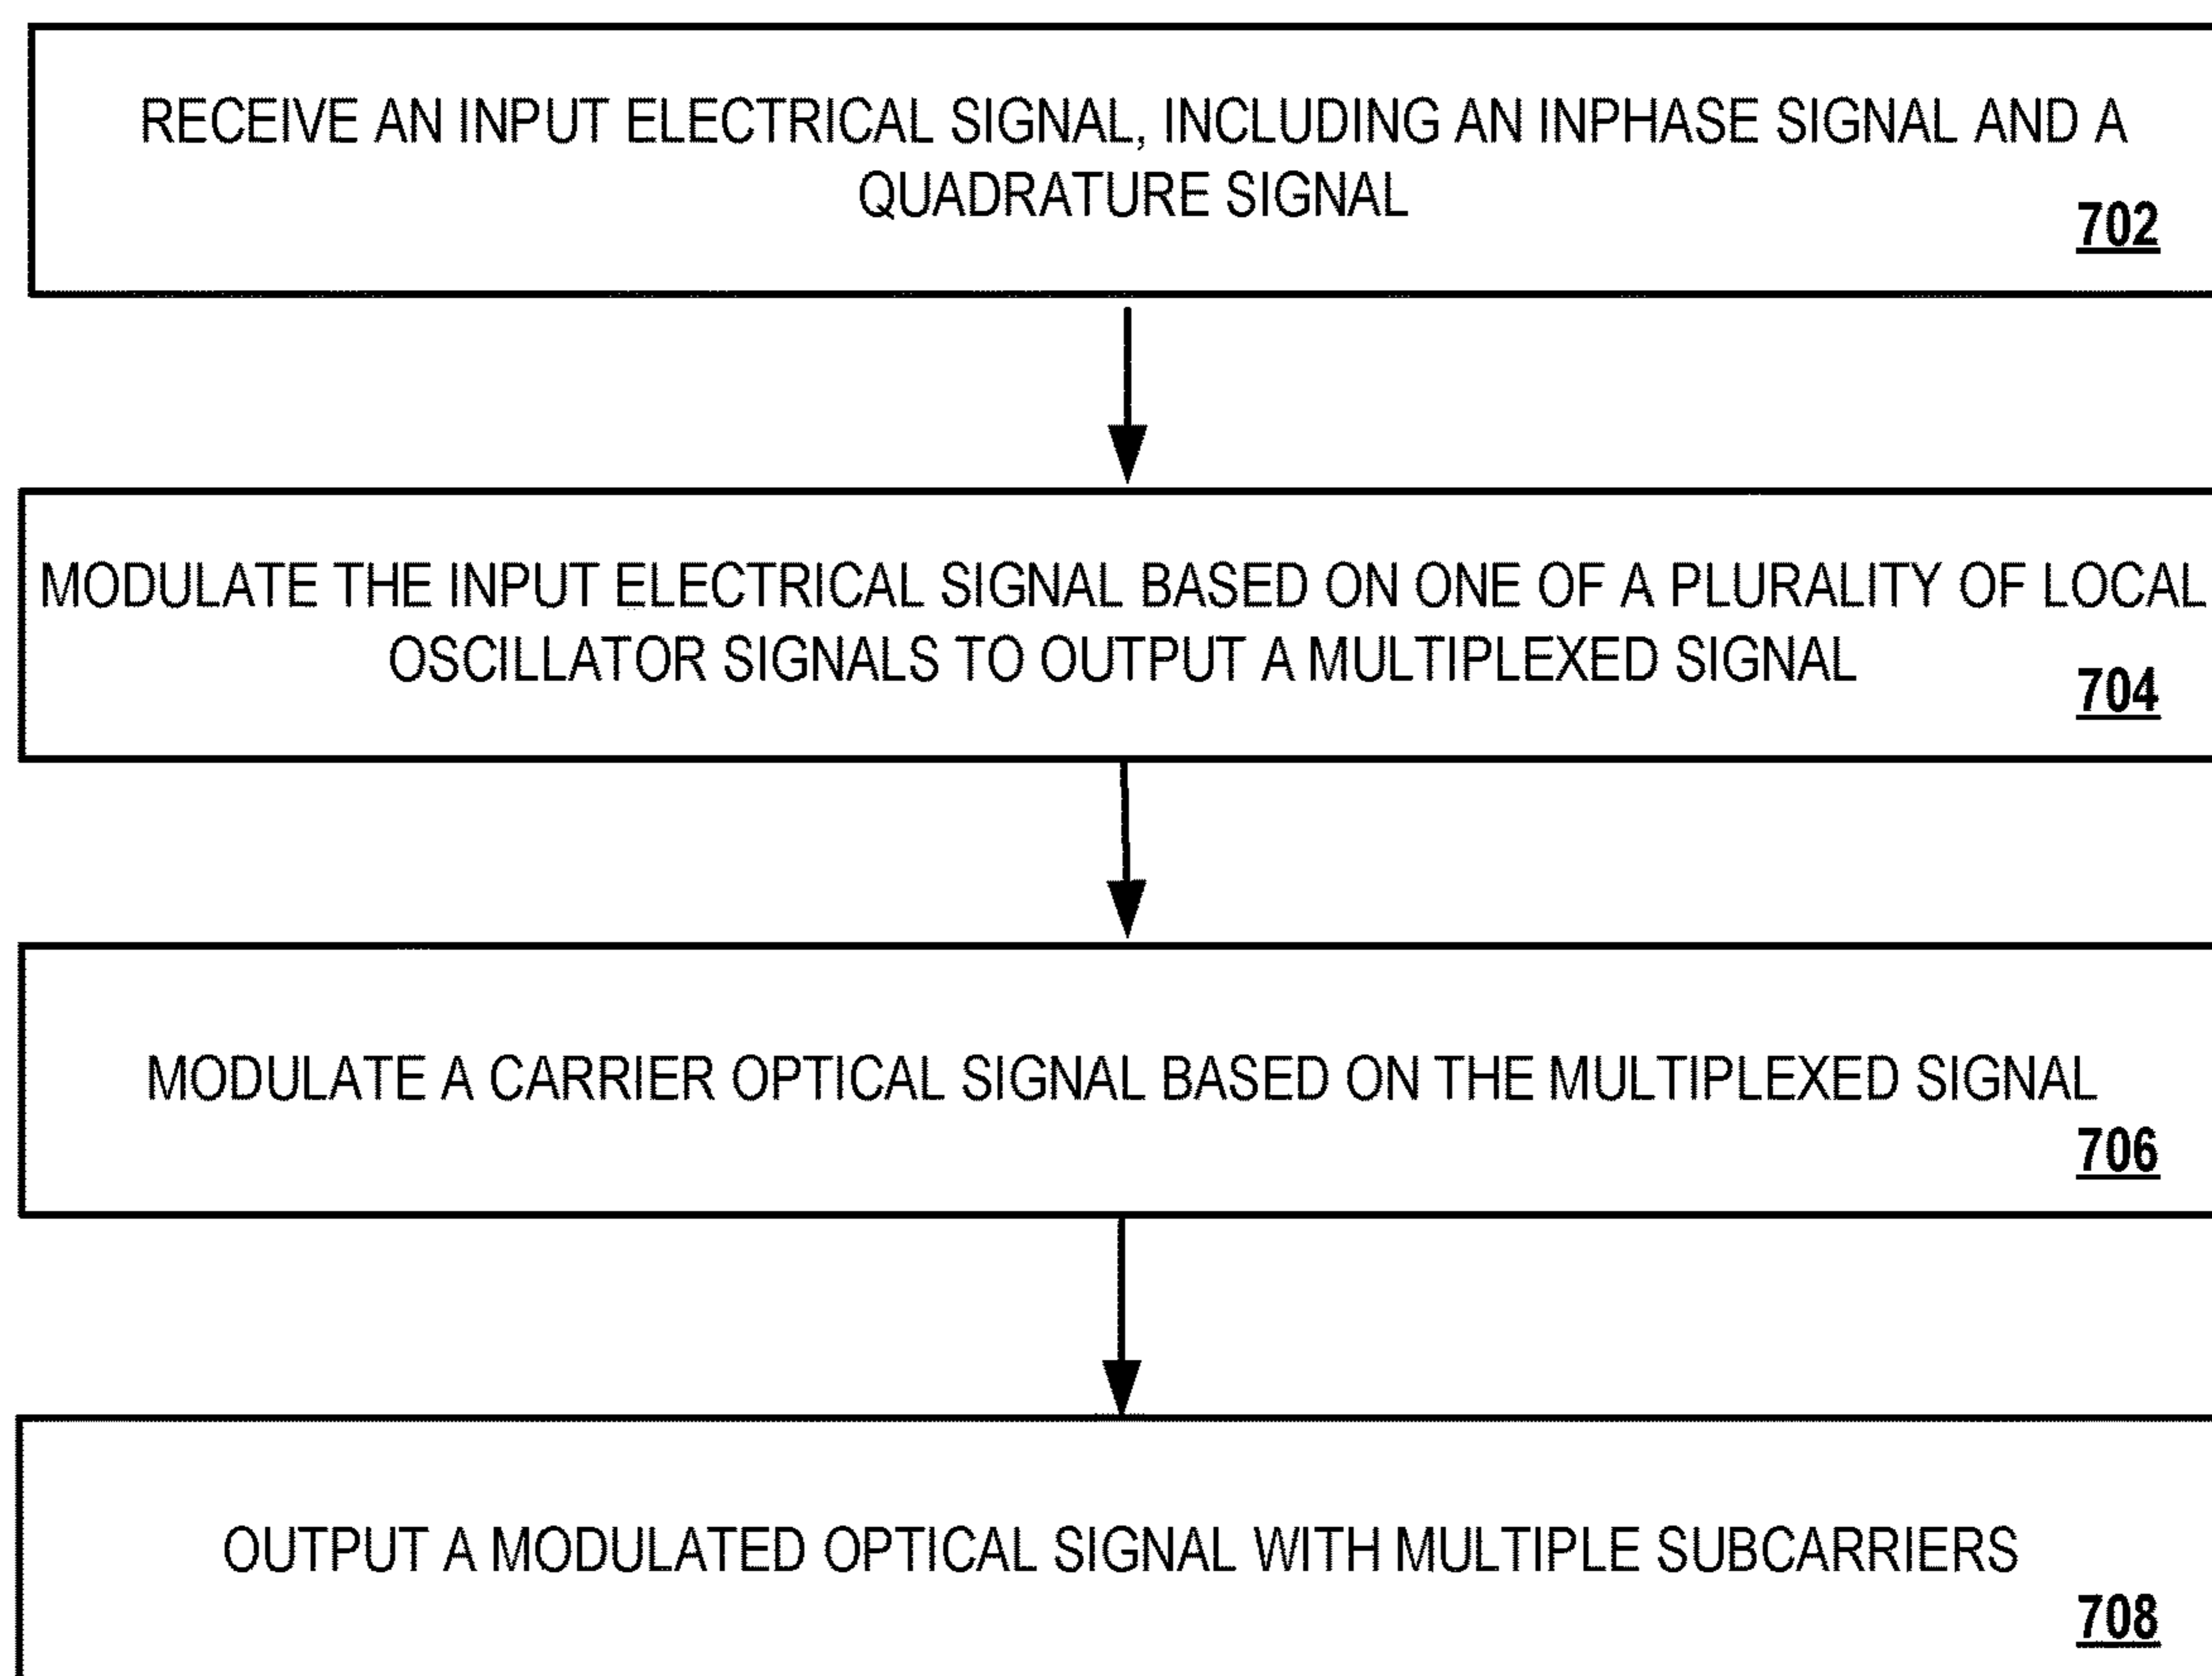 RECEIVE AN INPUT ELECTRICAL SIGNAL, INCLUDING AN INPHASE SIGNAL AND A
QUADRATURE SIGNAL
702
MODULATE THE INPUT ELECTRICAL SIGNAL BASED ON ONE OF A PLURALITY OF LOCAL
OSCILLATOR SIGNALS TO OUTPUT A MULTIPLEXED SIGNAL
704
MODULATE A CARRIER OPTICAL SIGNAL BASED ON THE MULTIPLEXED SIGNAL
706
OUTPUT A MODULATED OPTICAL SIGNAL WITH MULTIPLE SUBCARRIERS
708